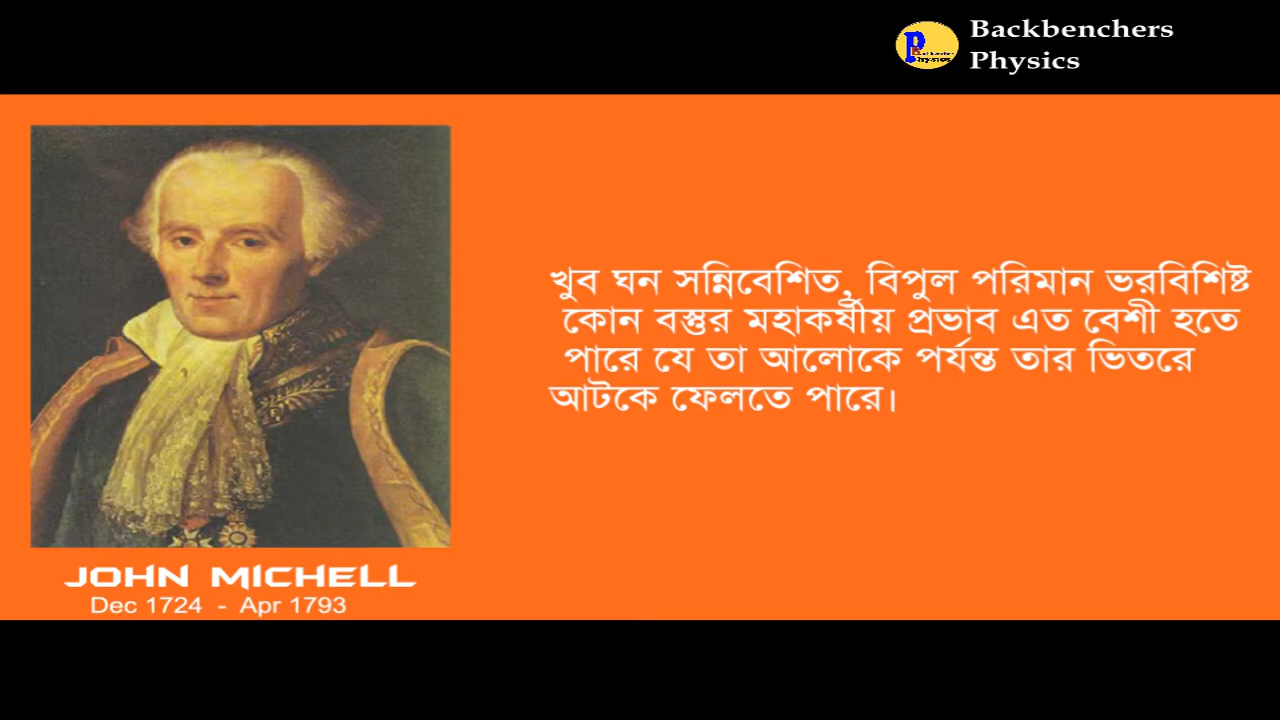 Backbenchers
Physics
খুব ঘন সন্নিবেশিত, বিপুল পরিমান ভরবিশিষ্ট
কোন বস্তুর মহাকর্ষীয় প্রভাব এত বেশী হতে
পারে যে তা আলোকে পর্যন্ত তার ভিতরে
আটকে ফেলতে পারে।
JOHN MICHELL
Dec 1724 - Apr 1793